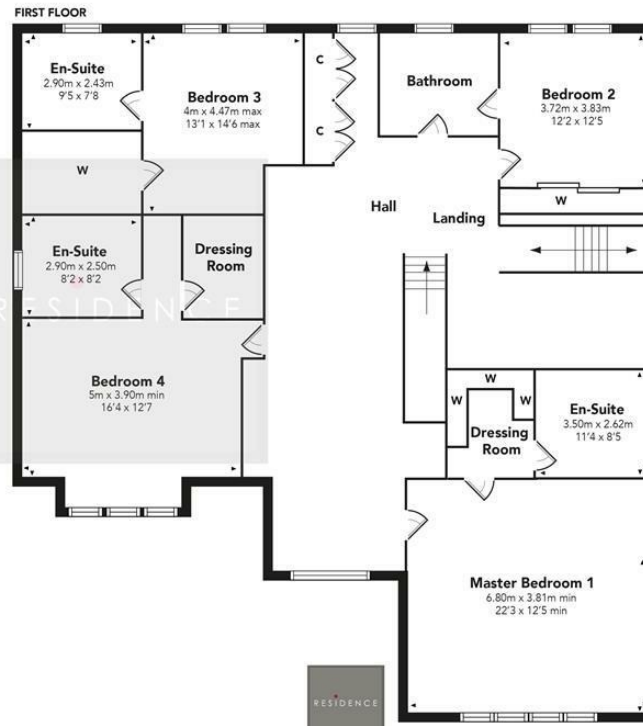 FIRST FLOOR
En-Suite
2.90m x 2.43m
9'5 x 7'8
Bedroom 3
4m x 4.47m max
13'1 x 14'6 max
C
C
Bathroom
Bedroom 2
3.72m x 3.83m
12'2 x 12'5
W
W
Hall
Landing
En-Suite
2.90m x 2.50m
8'2 x 8'2
Dressing
Room
RESIDENCE
Bedroom 4
5m x 3.90m min
16'4 x 12'7
W
W
W
Dressing
Room
En-Suite
3.50m x 2.62m
11'4 x 8'5
Master Bedroom 1
6.80m x 3.81m min
22'3 x 12'5 min
RESIDENCE